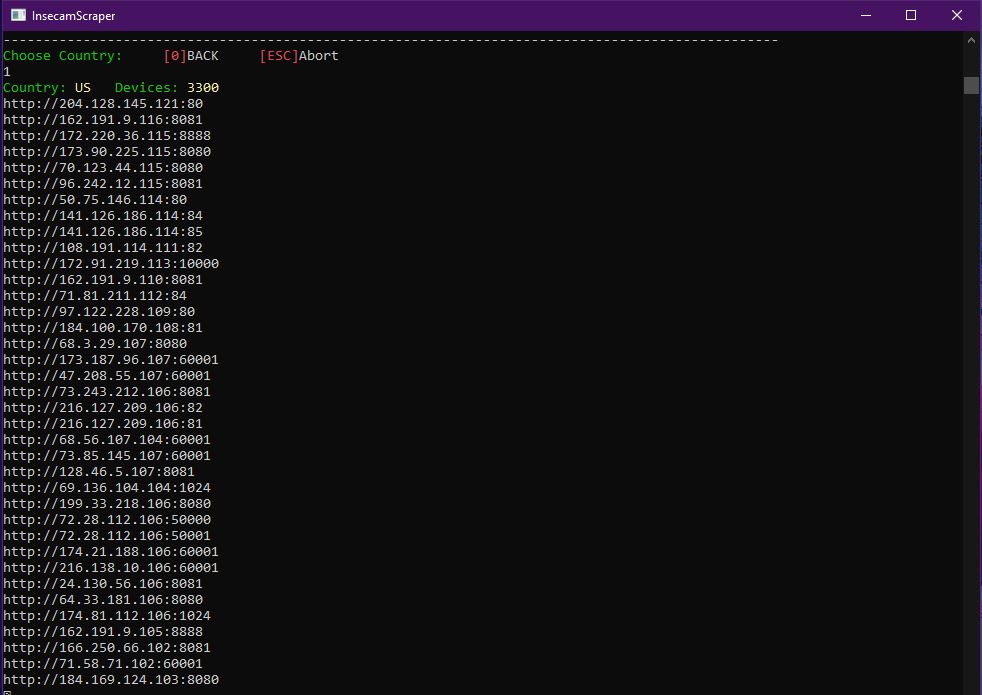 InsecamScraper
-------------------------------------------------------------------------------------------------
Choose Country: [0]BACK [ESC]Abort
1
Country: US Devices: 3300
http://204.128.145.121:80
http://162.191.9.116:8081
http://172.220.36.115:8888
http://173.90.225.115:8080
http://70.123.44.115:8080
http://96.242.12.115:8081
http://50.75.146.114:80
http://141.126.186.114:84
http://141.126.186.114:85
http://108.191.114.111:82
http://172.91.219.113:10000
http://162.191.9.110:8081
http://71.81.211.112:84
http://97.122.228.109:80
http://184.100.170.108:81
http://68.3.29.107:8080
http://173.187.96.107:60001
http://47.208.55.107:60001
http://73.243.212.106:8081
http://216.127.209.106:82
http://216.127.209.106:81
http://68.56.107.104:60001
http://73.85.145.107:60001
http://128.46.5.107:8081
http://69.136.104.104:1024
http://199.33.218.106:8080
http://72.28.112.106:50000
http://72.28.112.106:50001
http://174.21.188.106:60001
http://216.138.10.106:60001
http://24.130.56.106:8081
http://64.33.181.106:8080
http://174.81.112.106:1024
http://162.191.9.105:8888
http://166.250.66.102:8081
http://71.58.71.102:60001
http://184.169.124.103:8080